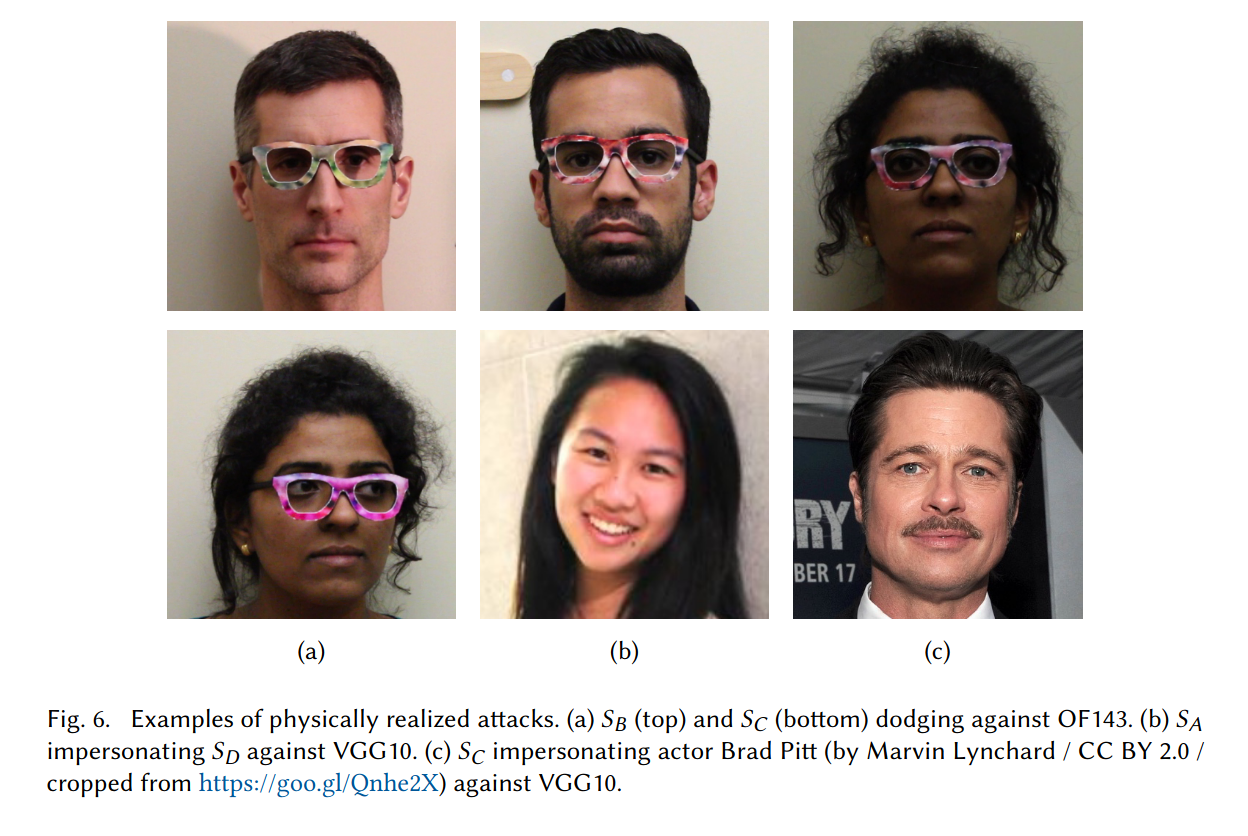 RY
BER 17
(a)
(b)
(c)
Fig. 6. Examples of physically realized attacks. (a) S_B (top) and S_C (bottom) dodging against OF143. (b) S_A
impersonating S_D against VGG10. (c) S_C impersonating actor Brad Pitt (by Marvin Lynchard / CC BY 2.0 /
cropped from https://goo.gl/Qnhe2X) against VGG10.